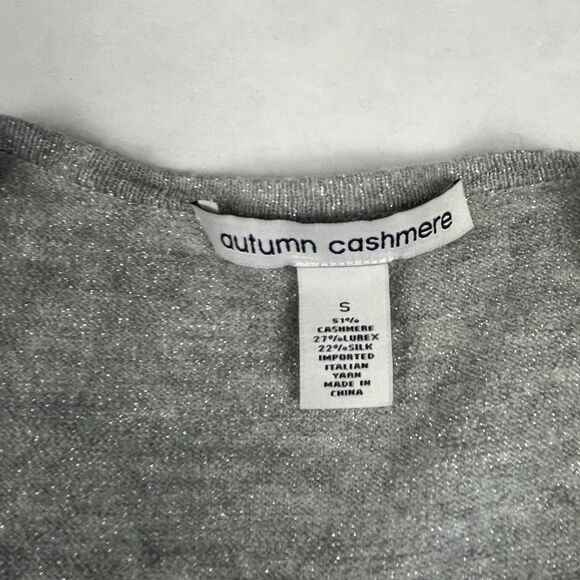 autumn cashmere
S
51%
CASHMERE
27%LUREX
22%SILK
IMPORTED
ITALIAN
YARN
MADE IN
CHINA